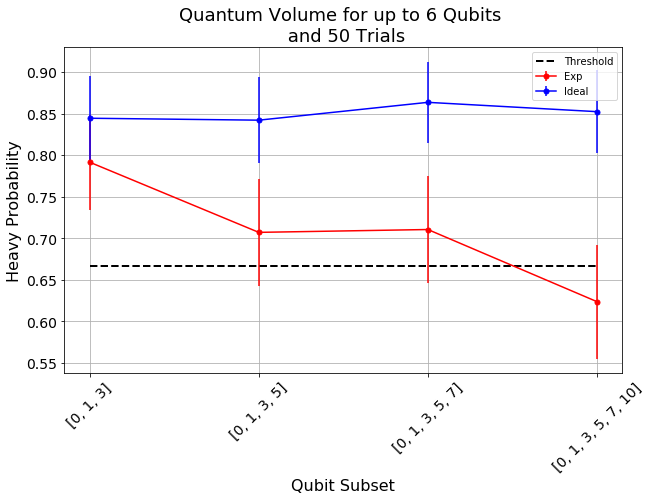 Quantum Volume for up to 6 Qubits
and 50 Trials
Threshold
Exp
Ideal
Heavy Probability
0.90
0.85
0.80
0.75
0.70
0.65
0.60
0.55
[0, 1, 3]
[0, 1, 3, 5]
[0, 1, 3, 5, 7]
[0, 1, 3, 5, 7, 10]
Qubit Subset